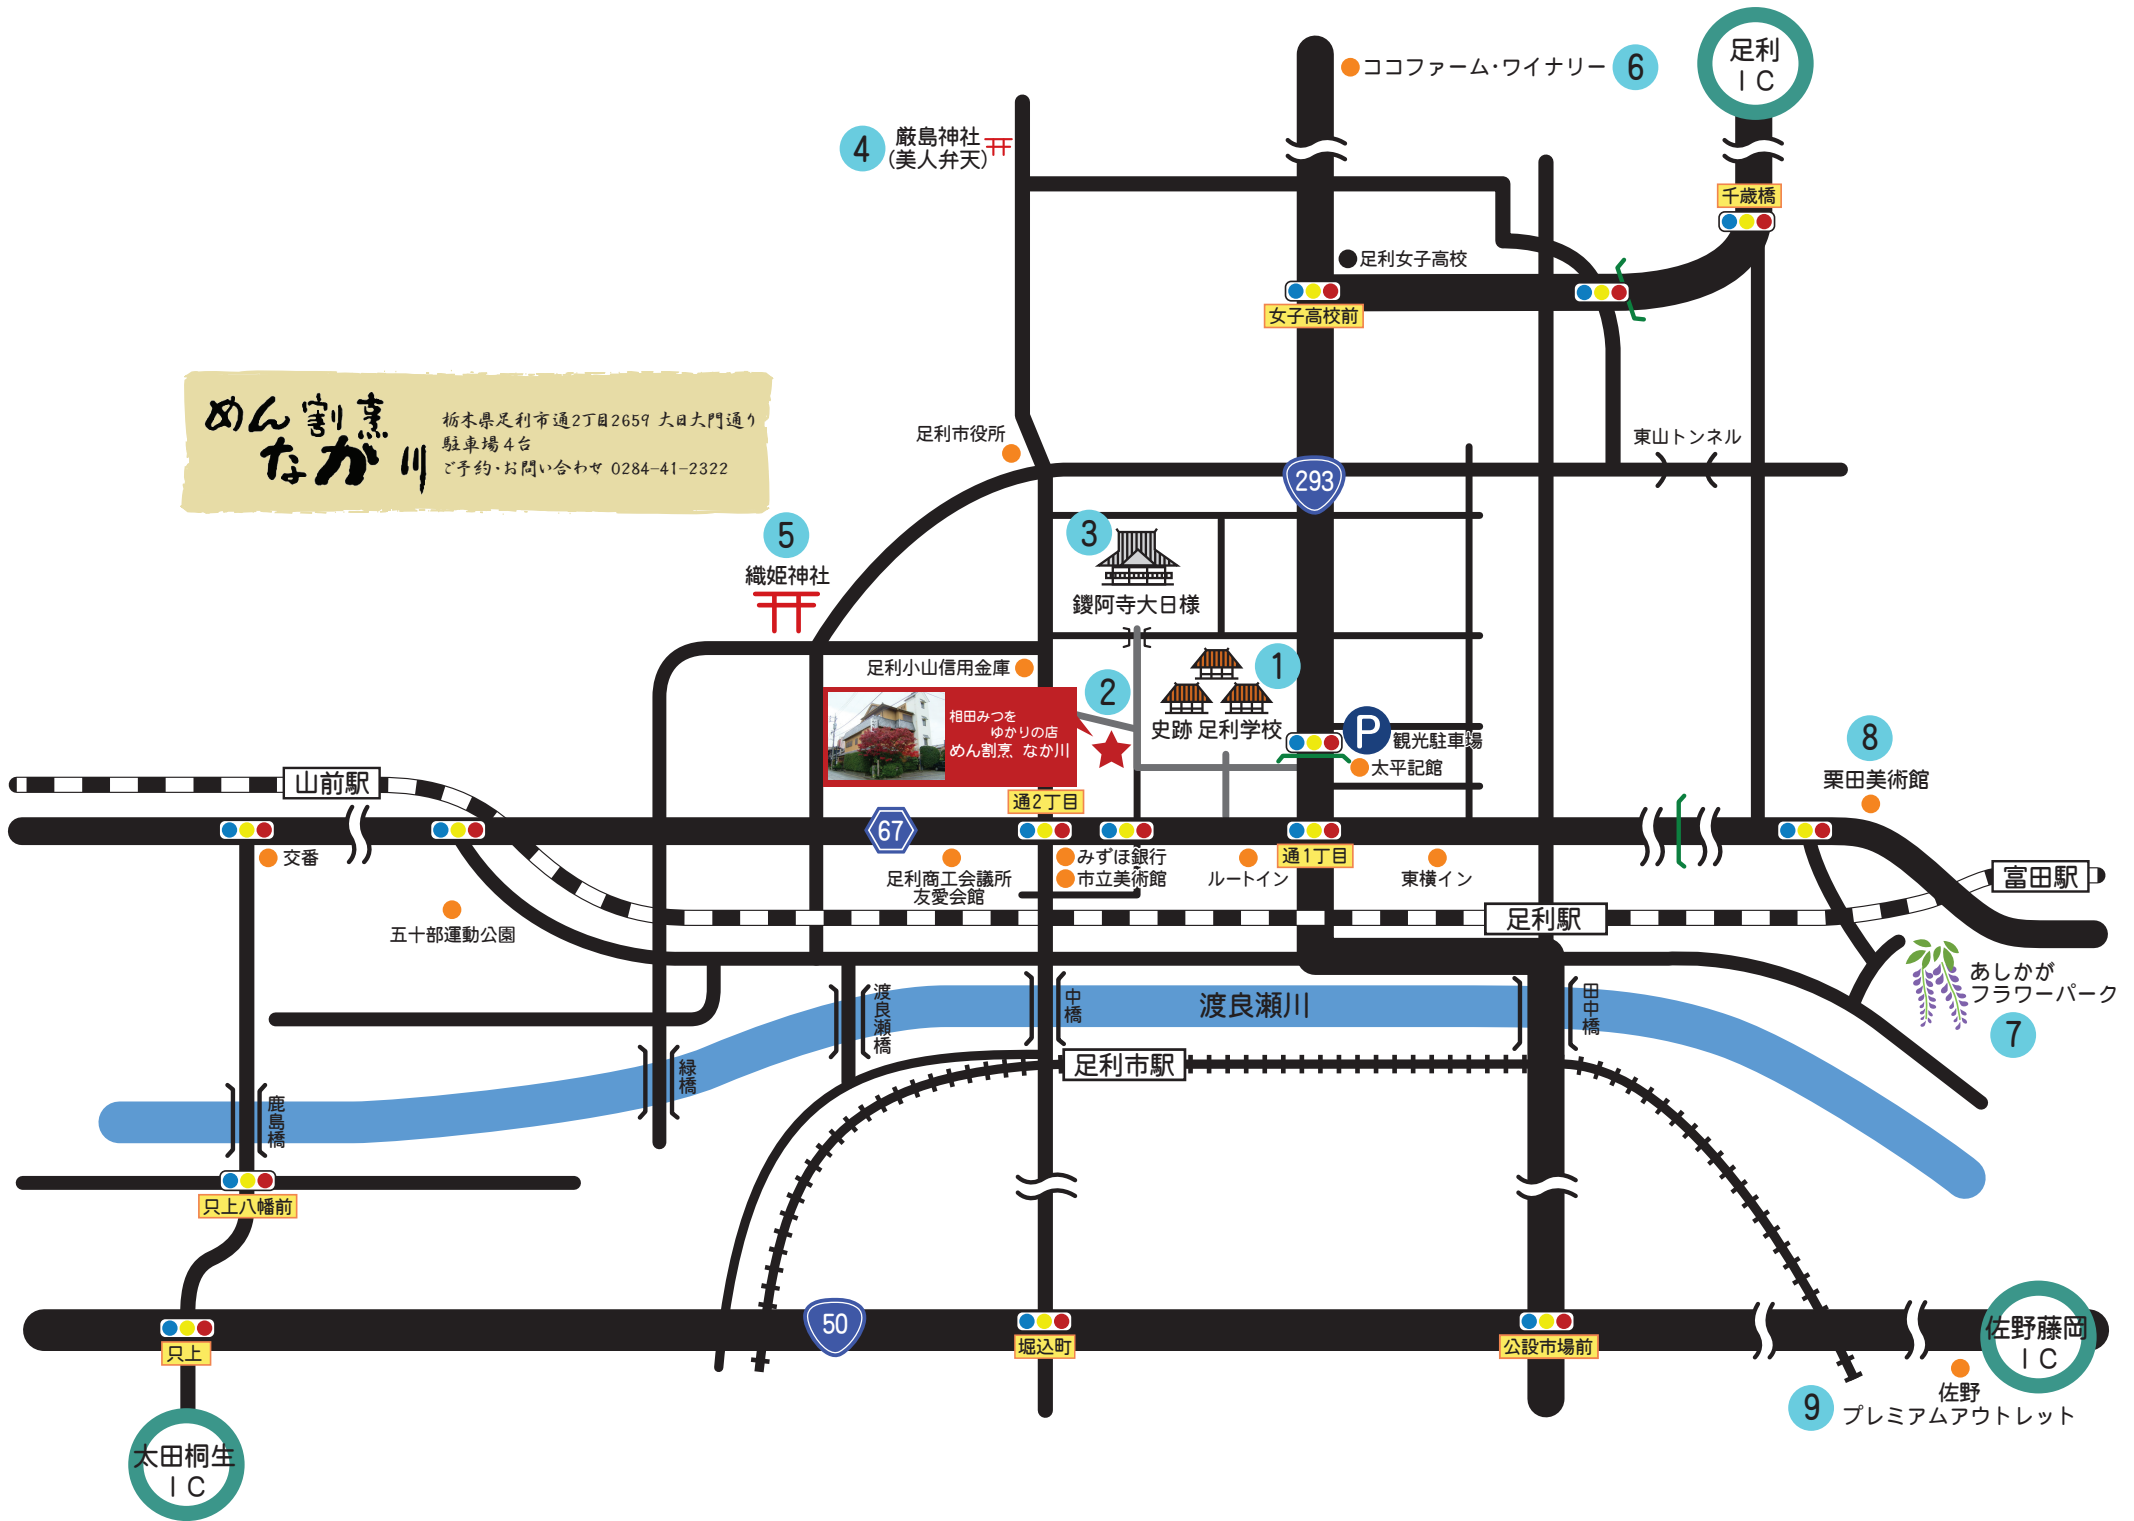 足利
IC
ココファーム・ワイナリー
6
4
厳島神社
(美人弁天)
千歳橋
足利女子高校
女子高校前
めん割烹
なか川
栃木県足利市通2丁目2659 大日大門通り
駐車場4台
ご予約・お問い合わせ 0284-41-2322
足利市役所
東山トンネル
293
5
織姫神社
3
鑁阿寺大日様
足利小山信用金庫
1
2
相田みつを
ゆかりの店
めん割烹 なか川
史跡 足利学校
P
観光駐車場
太平記館
8
栗田美術館
山前駅
通2丁目
67
交番
足利商工会議所
友愛会館
みずほ銀行
市立美術館
ルートイン
通1丁目
東横イン
富田駅
五十部運動公園
足利駅
あしかが
フラワーパーク
7
渡良瀬橋
中橋
渡良瀬川
田中橋
緑橋
足利市駅
鹿島橋
只上八幡前
50
只上
堀込町
公設市場前
佐野藤岡
IC
佐野
プレミアムアウトレット
9
太田桐生
IC